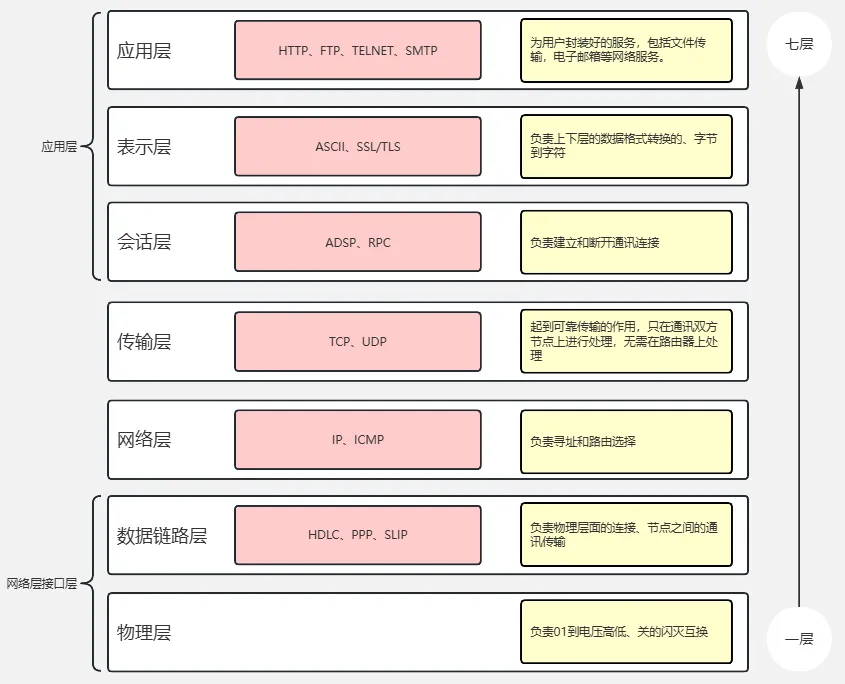 应用层
HTTP、FTP、TELNET、SMTP
为用户封装好的服务，包括文件传
输，电子邮箱等网络服务。
七层
应用层
表示层
ASCII、SSL/TLS
负责上下层的数据格式转换的、字节
到字符
会话层
ADSP、RPC
负责建立和断开通讯连接
传输层
TCP、UDP
起到可靠传输的作用，只在通讯双方
节点上进行处理，无需在路由器上处
理
网络层
IP、ICMP
负责寻址和路由选择
数据链路层
HDLC、PPP、SLIP
负责物理层面的连接、节点之间的通
讯传输
网络层接口层
物理层
负责01到电压高低、关的闪灭互换
一层